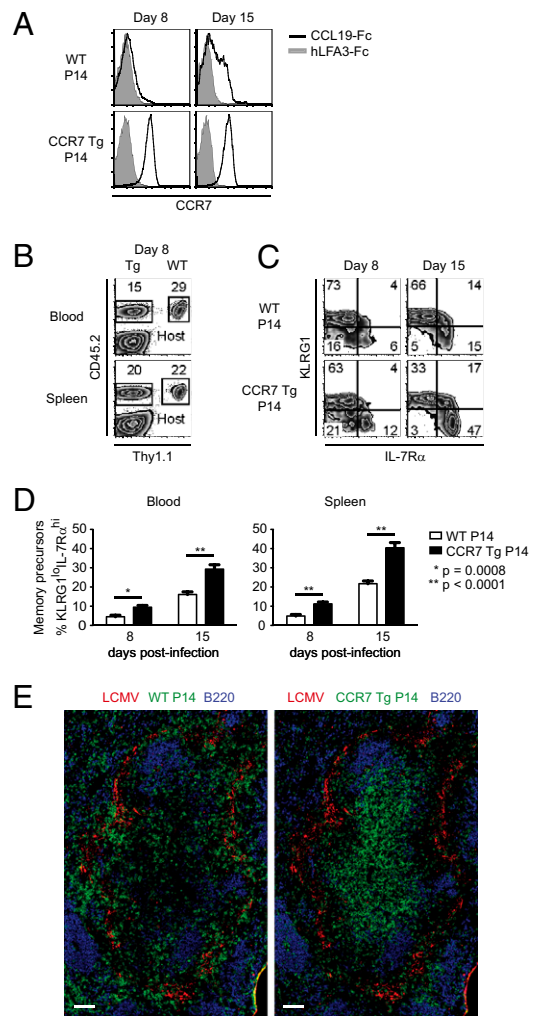 A
Day 8
Day 15
CCL19-Fc
hLFA3-Fc
WT
P14
CCR7 Tg
P14
CCR7
B
Day 8
Tg
WT
15
29
Blood
Host
20
22
Spleen
Host
CD45.2
Thy1.1
C
Day 8
Day 15
WT
P14
73
4
16
6
66
14
5
15
CCR7 Tg
P14
63
4
21
12
33
17
3
47
KLRG1
IL-7Rα
D
Blood
Spleen
Memory precursors
% KLRG1loIL-7Rαhi
50
40
30
20
10
0
*
**
8
15
days post-infection
50
40
30
20
10
0
**
**
8
15
days post-infection
WT P14
CCR7 Tg P14
* p = 0.0008
** p < 0.0001
E
LCMV WT P14 B220
LCMV CCR7 Tg P14 B220